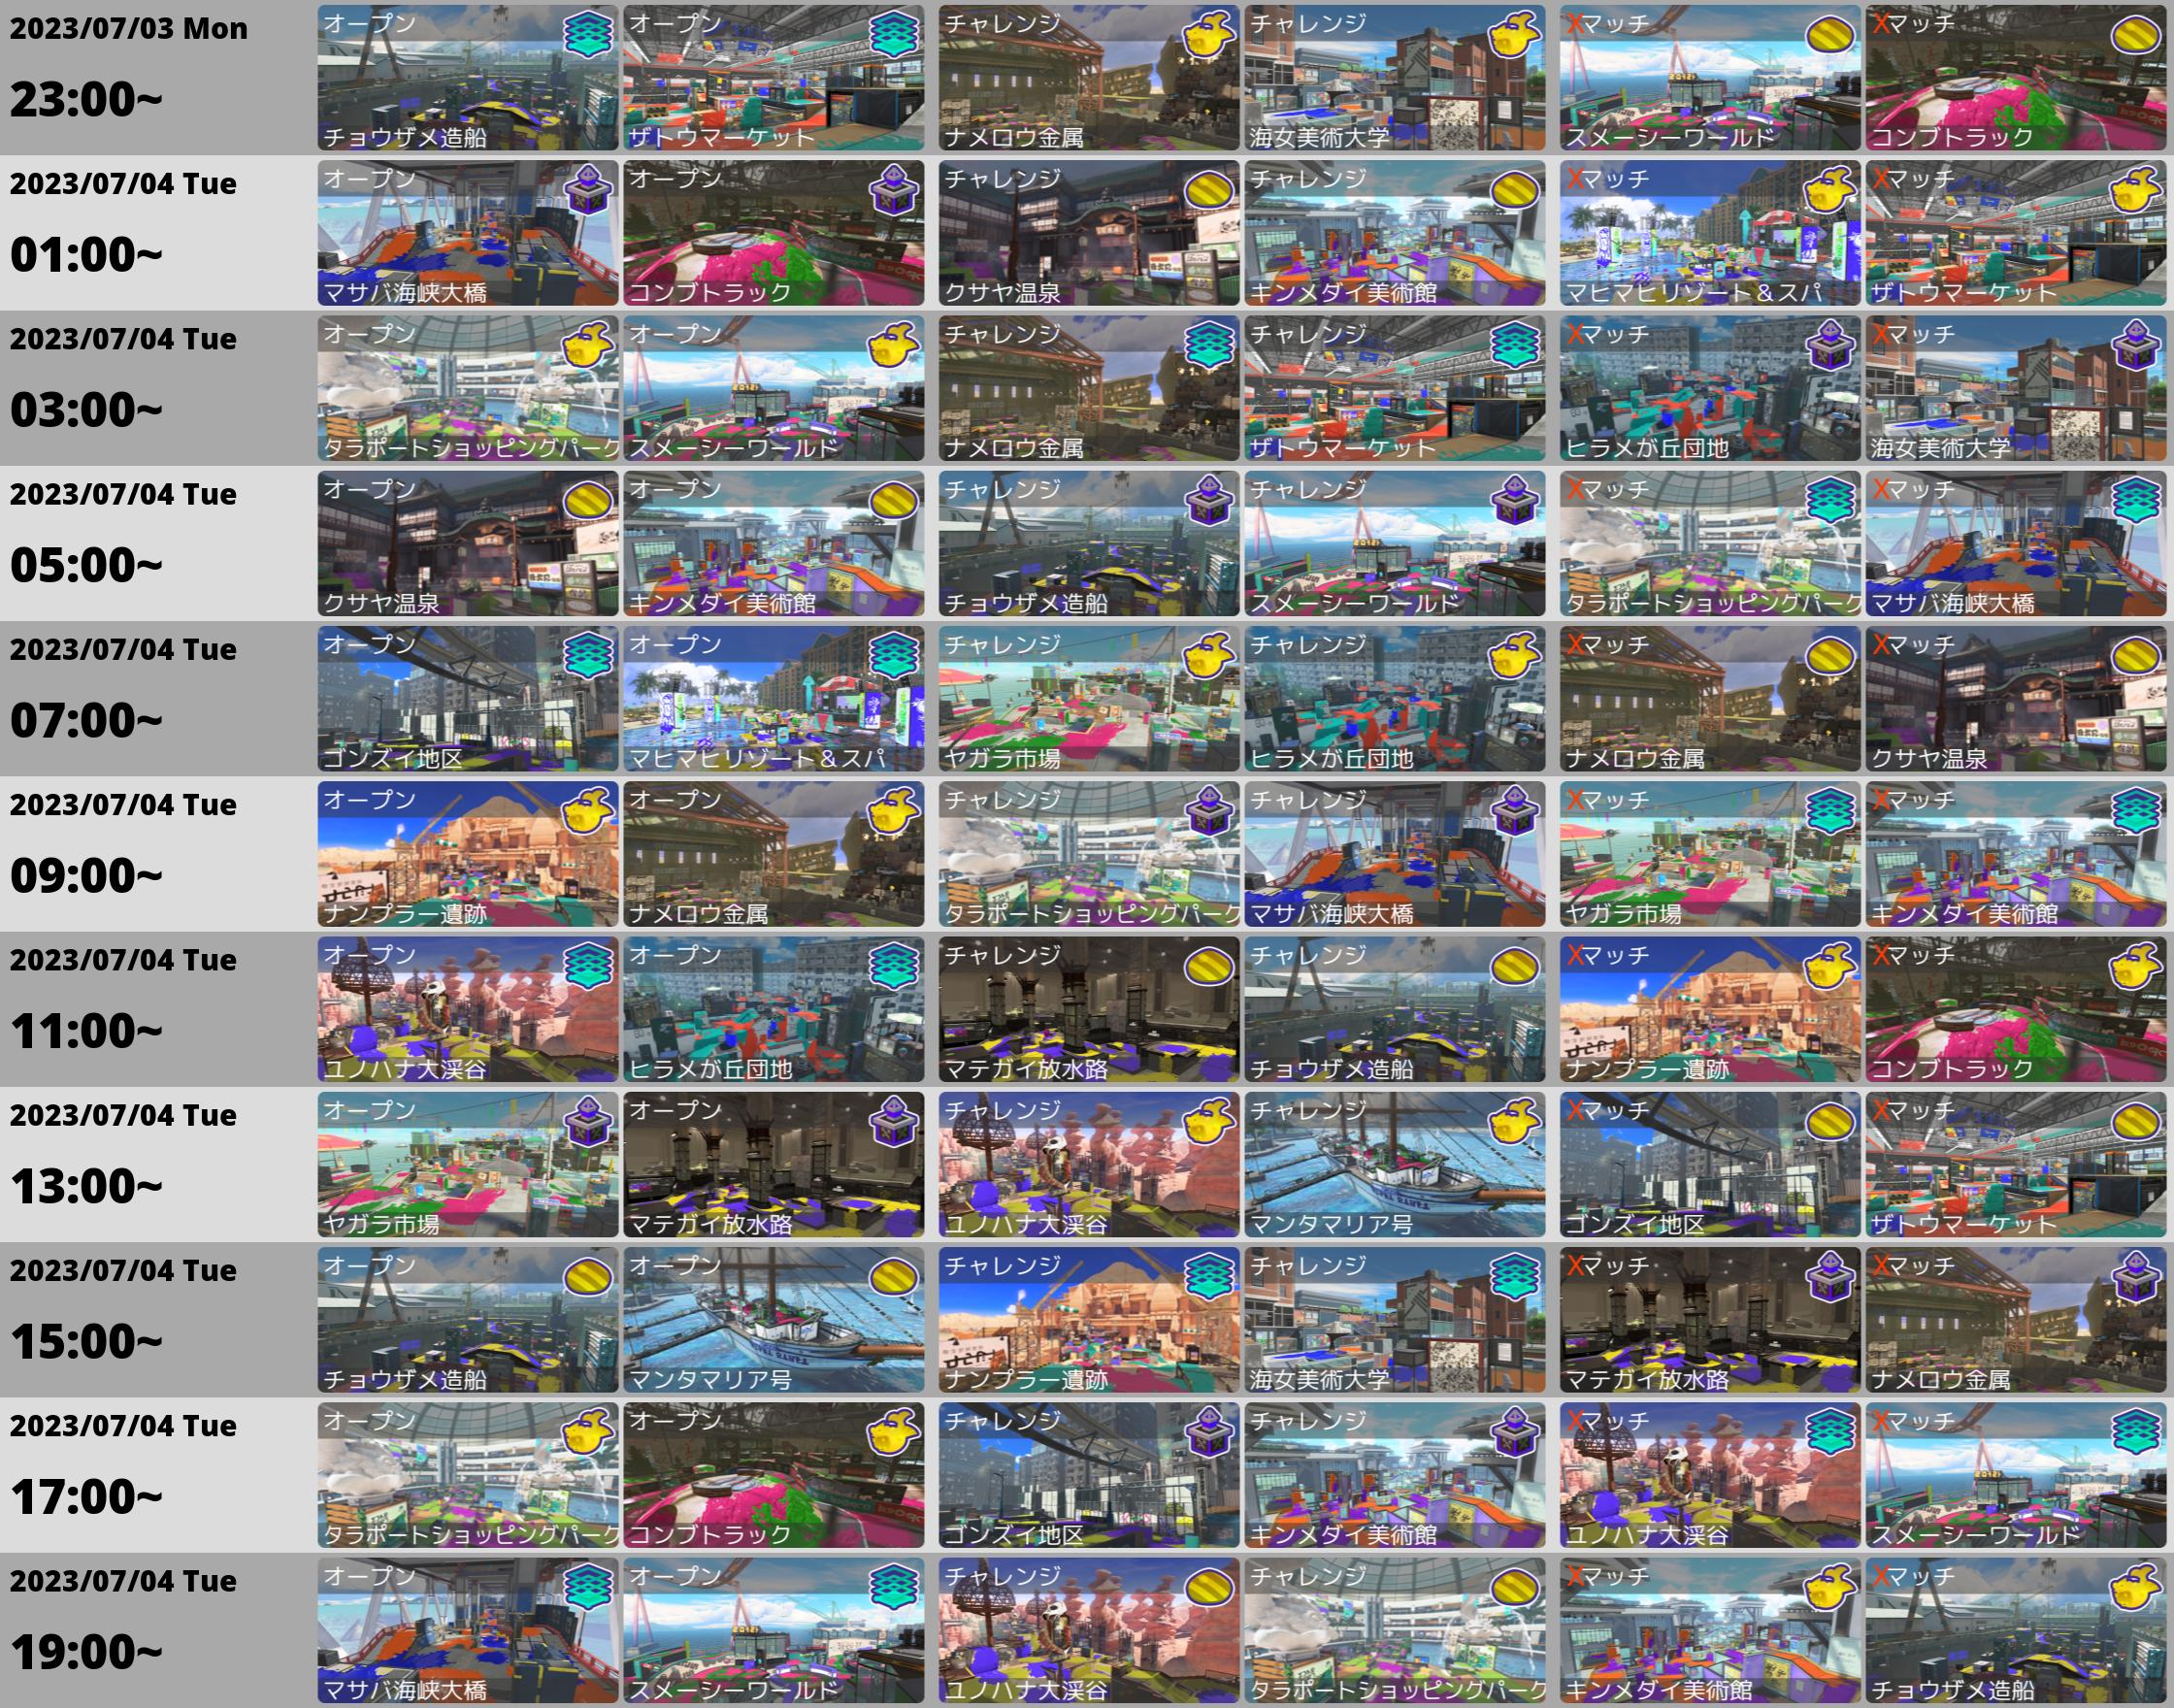 2023/07/03 Mon
23:00~
オープン
チョウザメ造船
オープン
ザトウマーケット
チャレンジ
ナメロウ金属
チャレンジ
海女美術大学
Xマッチ
スメーシーワールド
Xマッチ
コンブトラック
2023/07/04 Tue
01:00~
オープン
マサバ海峡大橋
オープン
コンブトラック
チャレンジ
クサヤ温泉
チャレンジ
キンメダイ美術館
Xマッチ
マヒマヒリゾート&スパ
Xマッチ
ザトウマーケット
2023/07/04 Tue
03:00~
オープン
タラポートショッピングパーク
オープン
スメーシーワールド
チャレンジ
ナメロウ金属
チャレンジ
ザトウマーケット
Xマッチ
ヒラメが丘団地
Xマッチ
海女美術大学
2023/07/04 Tue
05:00~
オープン
クサヤ温泉
オープン
キンメダイ美術館
チャレンジ
チョウザメ造船
チャレンジ
スメーシーワールド
Xマッチ
タラポートショッピングパーク
Xマッチ
マサバ海峡大橋
2023/07/04 Tue
07:00~
オープン
ゴンズイ地区
オープン
マヒマヒリゾート&スパ
チャレンジ
ヤガラ市場
チャレンジ
ヒラメが丘団地
Xマッチ
ナメロウ金属
Xマッチ
クサヤ温泉
2023/07/04 Tue
09:00~
オープン
ナンプラー遺跡
オープン
ナメロウ金属
チャレンジ
タラポートショッピングパーク
チャレンジ
マサバ海峡大橋
Xマッチ
ヤガラ市場
Xマッチ
キンメダイ美術館
2023/07/04 Tue
11:00~
オープン
ユノハナ大渓谷
オープン
ヒラメが丘団地
チャレンジ
マテガイ放水路
チャレンジ
チョウザメ造船
Xマッチ
ナンプラー遺跡
Xマッチ
コンブトラック
2023/07/04 Tue
13:00~
オープン
ヤガラ市場
オープン
マテガイ放水路
チャレンジ
ユノハナ大渓谷
チャレンジ
マンタマリア号
Xマッチ
ゴンズイ地区
Xマッチ
ザトウマーケット
2023/07/04 Tue
15:00~
オープン
チョウザメ造船
オープン
マンタマリア号
チャレンジ
ナンプラー遺跡
チャレンジ
海女美術大学
Xマッチ
マテガイ放水路
Xマッチ
ナメロウ金属
2023/07/04 Tue
17:00~
オープン
タラポートショッピングパーク
オープン
コンブトラック
チャレンジ
ゴンズイ地区
チャレンジ
キンメダイ美術館
Xマッチ
ユノハナ大渓谷
Xマッチ
スメーシーワールド
2023/07/04 Tue
19:00~
オープン
マサバ海峡大橋
オープン
スメーシーワールド
チャレンジ
ユノハナ大渓谷
チャレンジ
タラポートショッピングパーク
Xマッチ
キンメダイ美術館
Xマッチ
チョウザメ造船